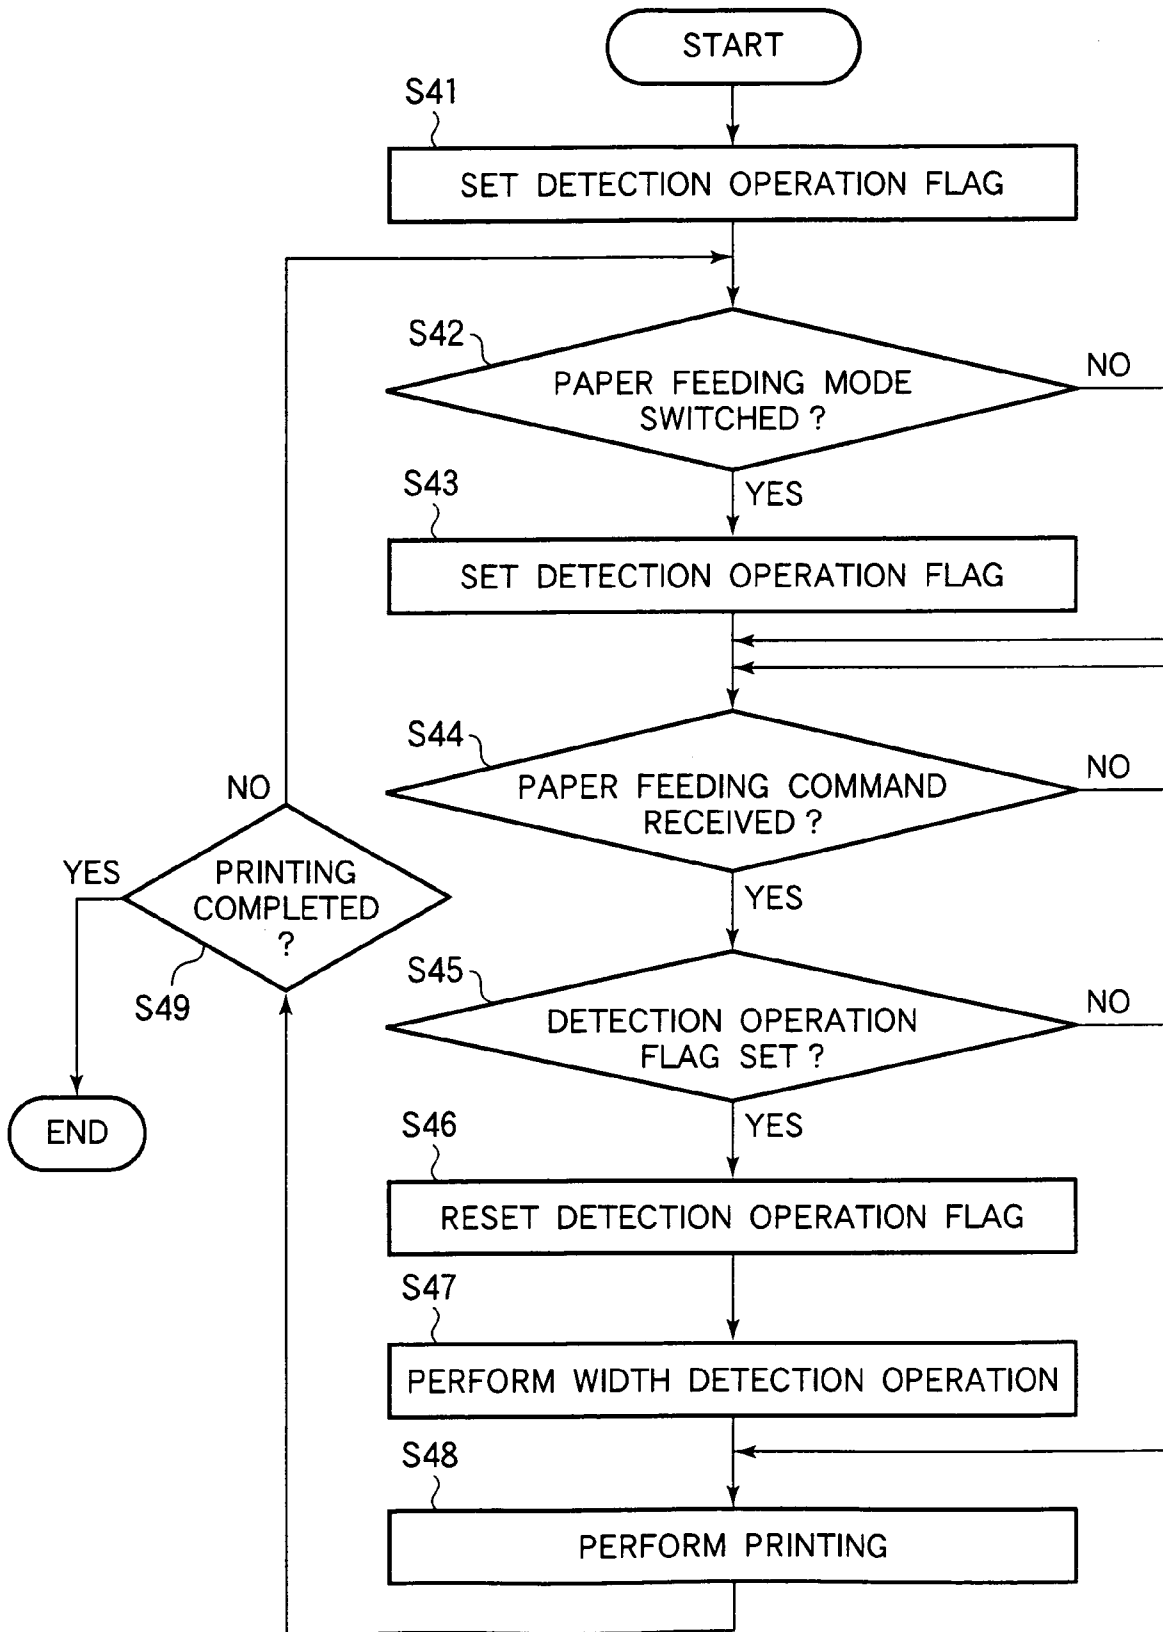 START
S41
SET DETECTION OPERATION FLAG
S42
PAPER FEEDING MODE
SWITCHED ?
NO
YES
S43
SET DETECTION OPERATION FLAG
S44
PAPER FEEDING COMMAND
RECEIVED ?
NO
YES
S45
DETECTION OPERATION
FLAG SET ?
NO
YES
S46
RESET DETECTION OPERATION FLAG
S47
PERFORM WIDTH DETECTION OPERATION
S48
PERFORM PRINTING
NO
YES
PRINTING
COMPLETED
?
S49
END